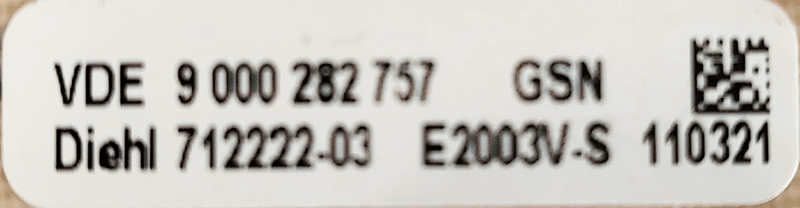 VDE 9 000 282 757 GSN
Diehl 712222-03 E2003V-S 110321